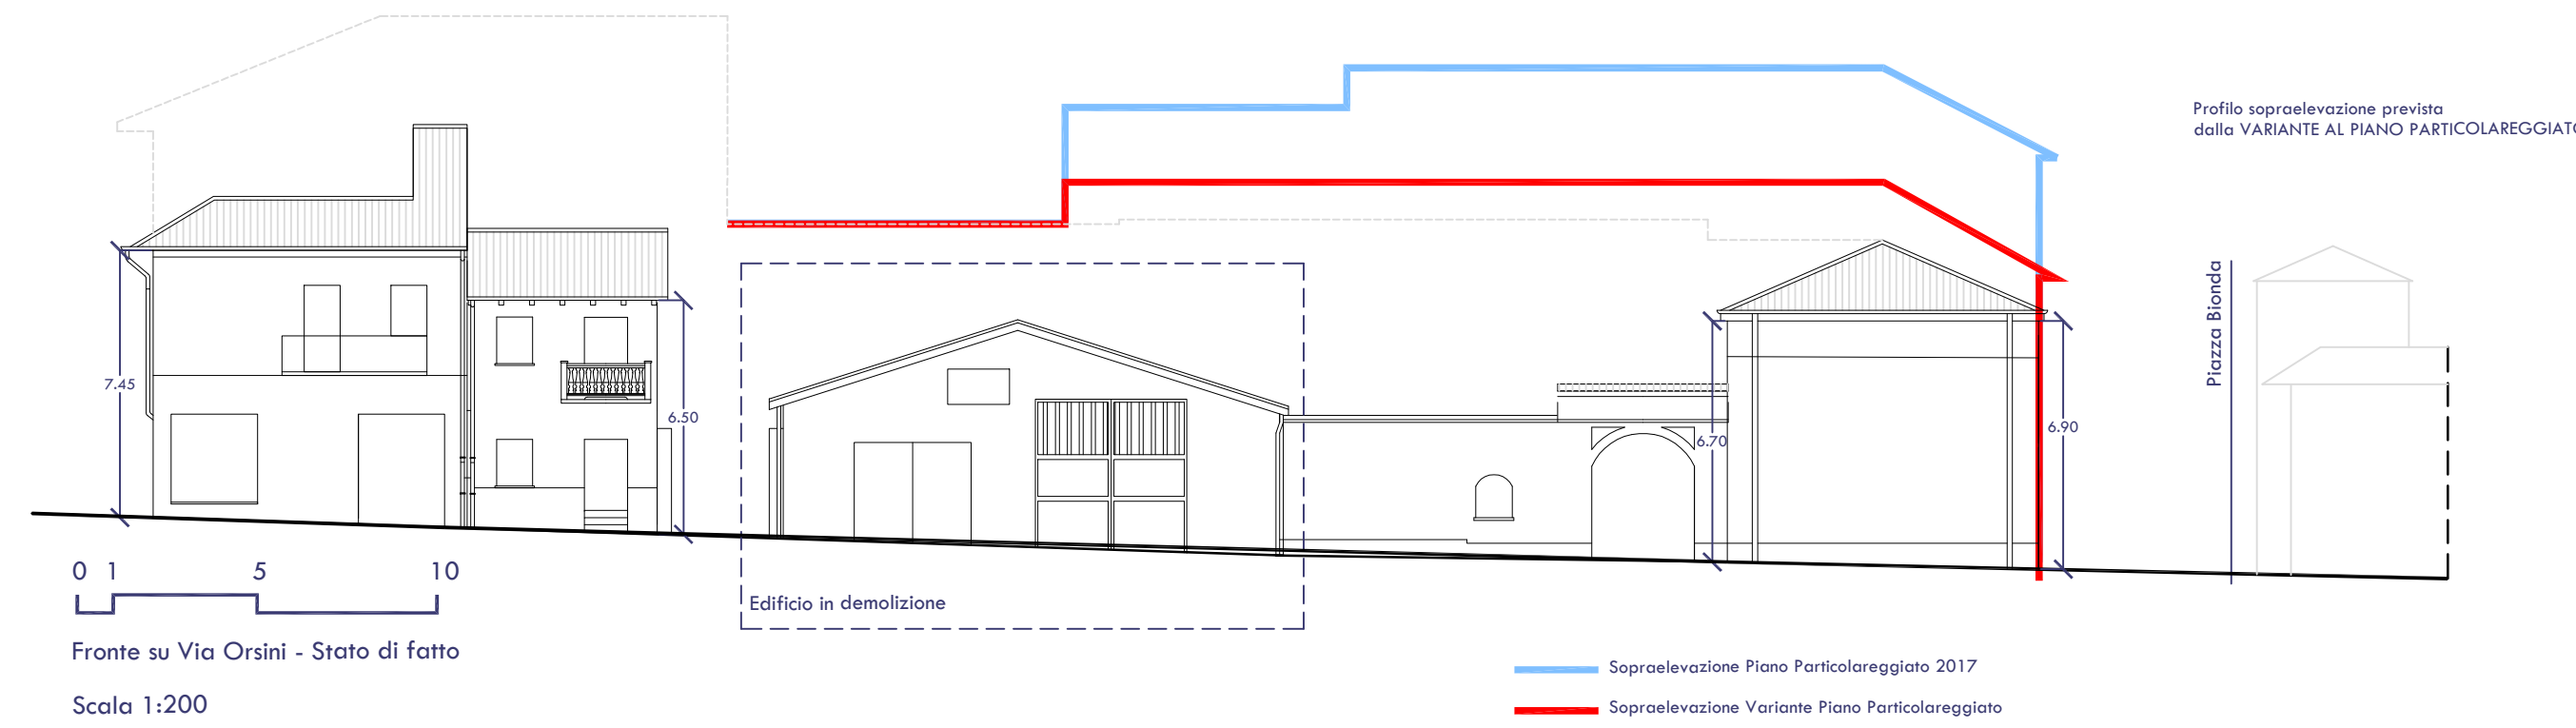 Profilo sopraelevazione prevista
dalla VARIANTE AL PIANO PARTICOLAREGGIATO
Piazza Bionda
7.45
6.50
6.70
6.90
0 1 5 10
Edificio in demolizione
Fronte su Via Orsini - Stato di fatto
Scala 1:200
Sopraelevazione Piano Particolareggiato 2017
Sopraelevazione Variante Piano Particolareggiato